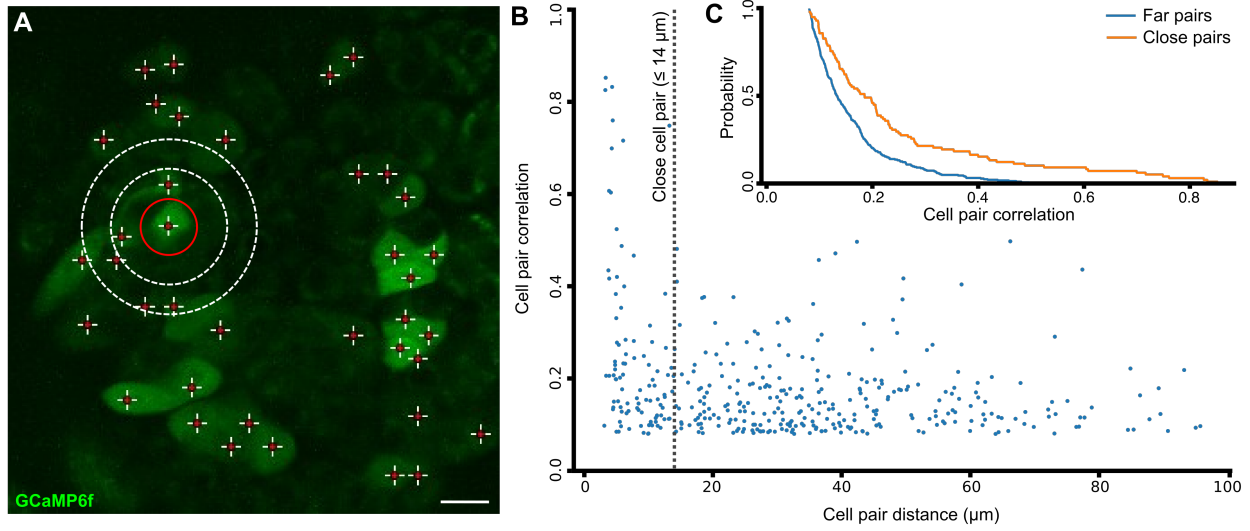 A
GCaMP6f
B
1.0
0.8
0.6
0.4
0.2
0.0
Cell pair correlation
0
20
40
60
80
100
Cell pair distance (µm)
Close cell pair (≤ 14 µm)
C
1.0
0.5
0.0
Probability
0.0
0.2
0.4
0.6
0.8
Cell pair correlation
Far pairs
Close pairs